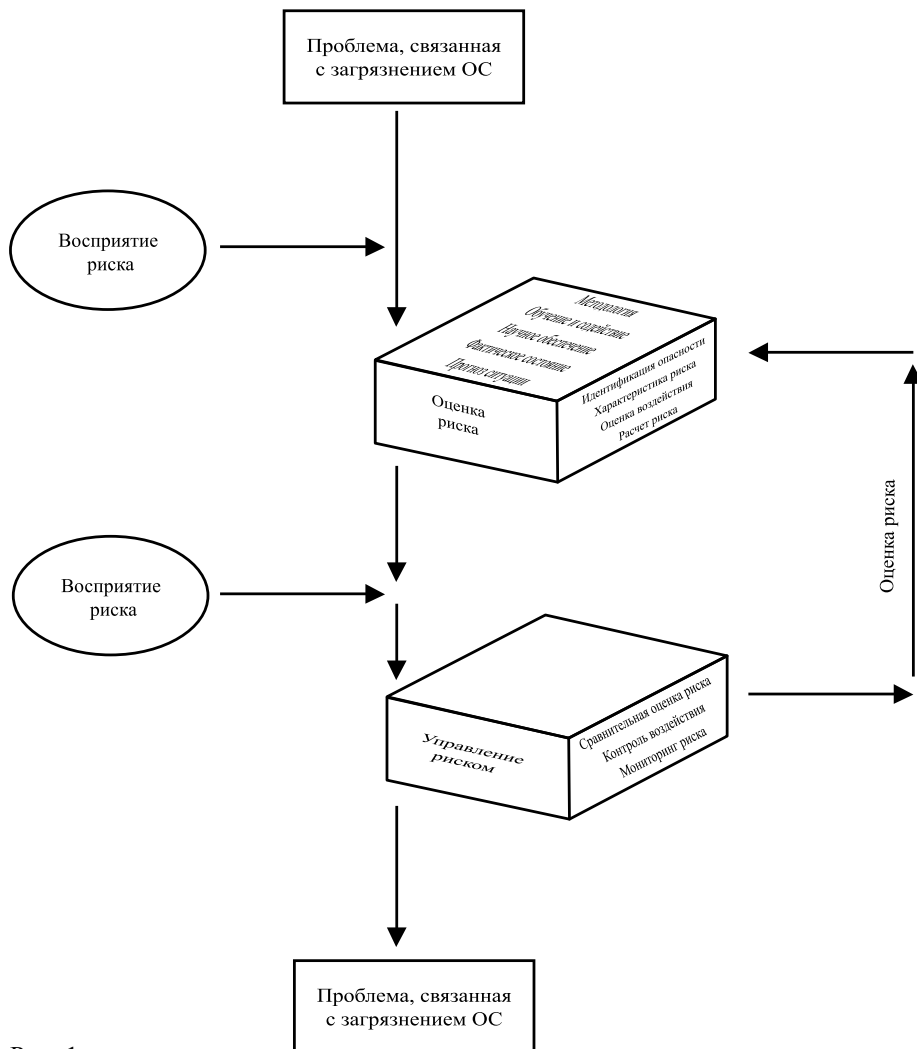 Проблема, связанная
с загрязнением ОС
Восприятие
риска
Методология
Обучение и содействие
Научное обеспечение
Фактическое состояние
Прогноз ситуации
Идентификация опасности
Характеристика риска
Оценка воздействия
Расчет риска
Оценка
риска
Оценка риска
Восприятие
риска
Сравнительная оценка риска
Контроль воздействия
Мониторинг риска
Управление
риском
Проблема, связанная
с загрязнением ОС